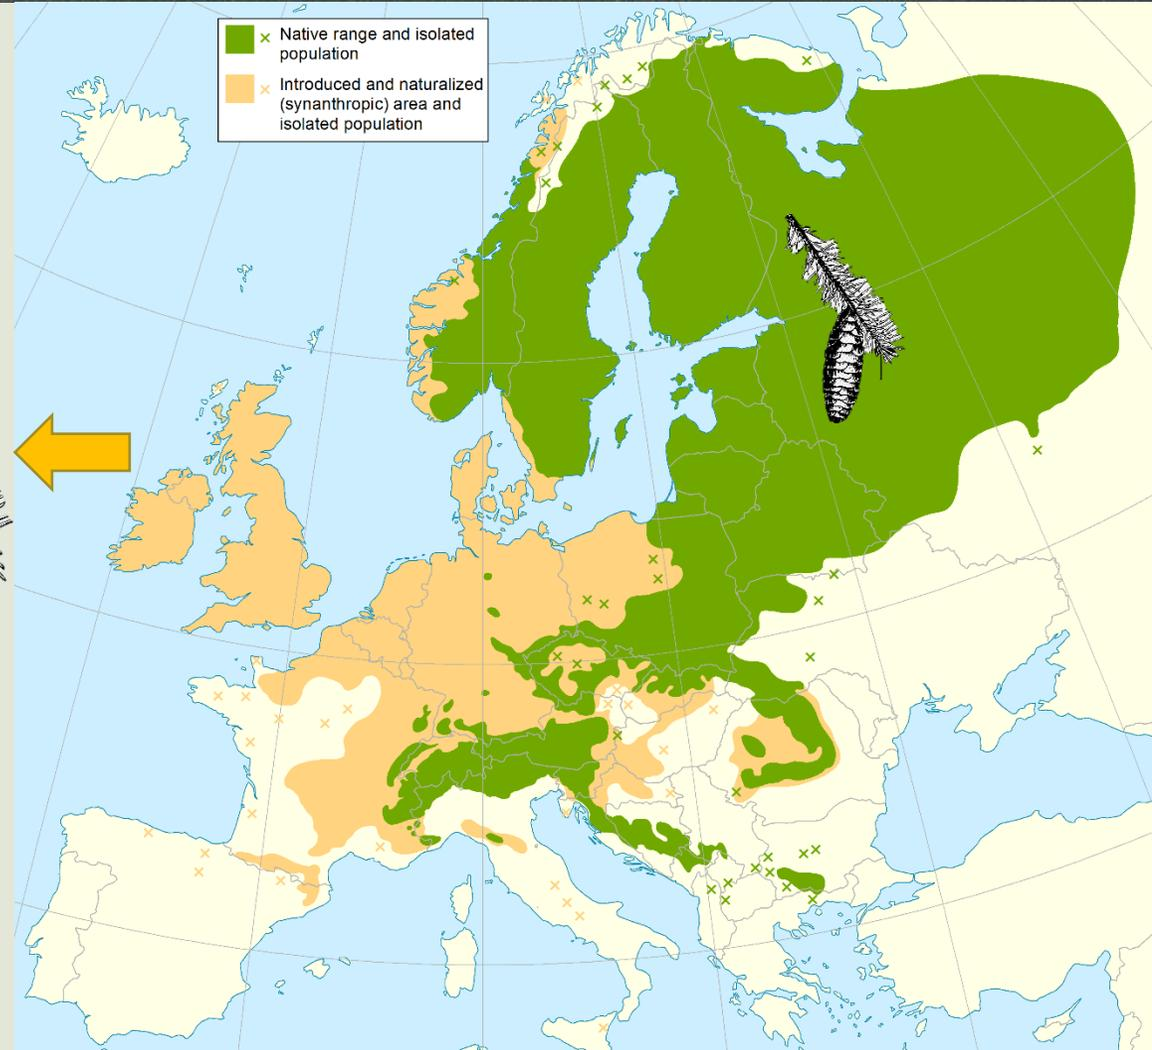 Native range and isolated
population
Introduced and naturalized
(synanthropic) area and
isolated population